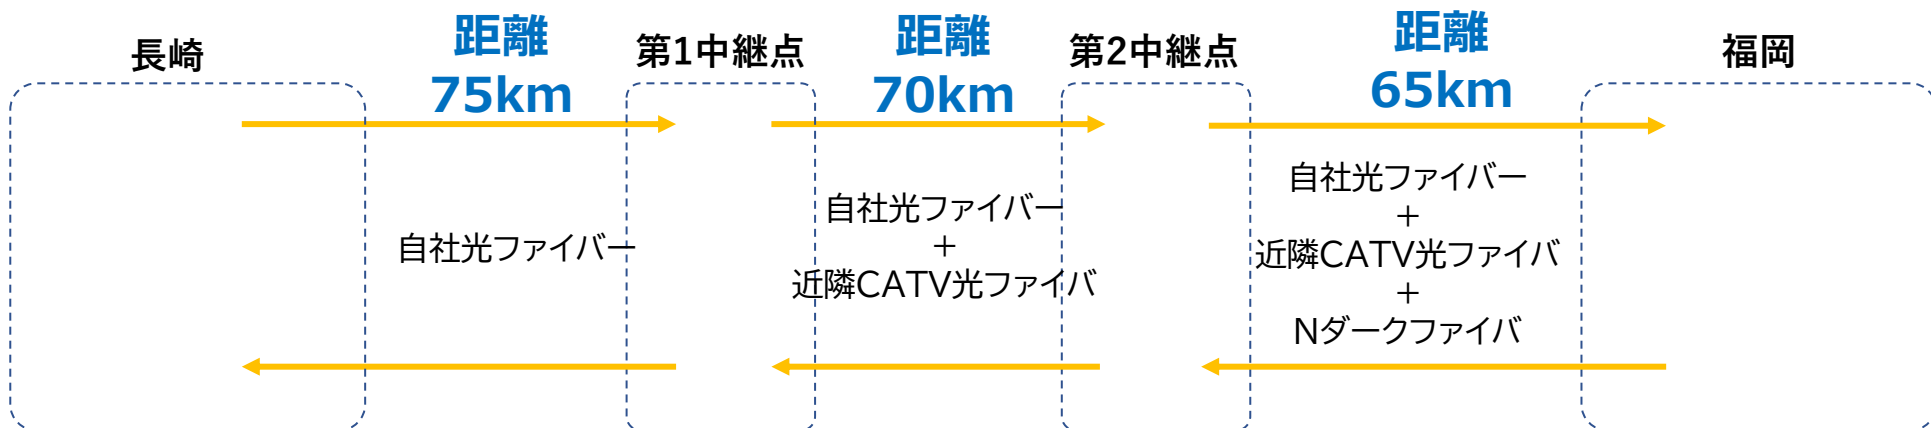 長崎
距離
75km
第1中継点
距離
70km
第2中継点
距離
65km
福岡
自社光ファイバー
自社光ファイバー
+
近隣CATV光ファイバ
自社光ファイバー
+
近隣CATV光ファイバ
+
Nダークファイバ